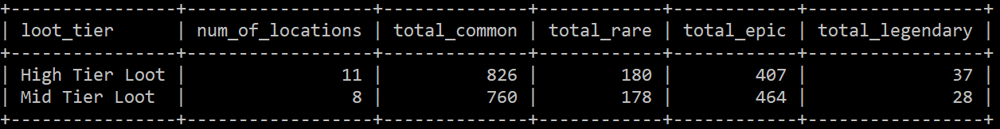 +----------------+------------------+--------------+------------+------------+-----------------+
| loot_tier      | num_of_locations | total_common | total_rare | total_epic | total_legendary |
+----------------+------------------+--------------+------------+------------+-----------------+
| High Tier Loot |               11 |          826 |        180 |        407 |              37 |
| Mid Tier Loot  |                8 |          760 |        178 |        464 |              28 |
+----------------+------------------+--------------+------------+------------+-----------------+